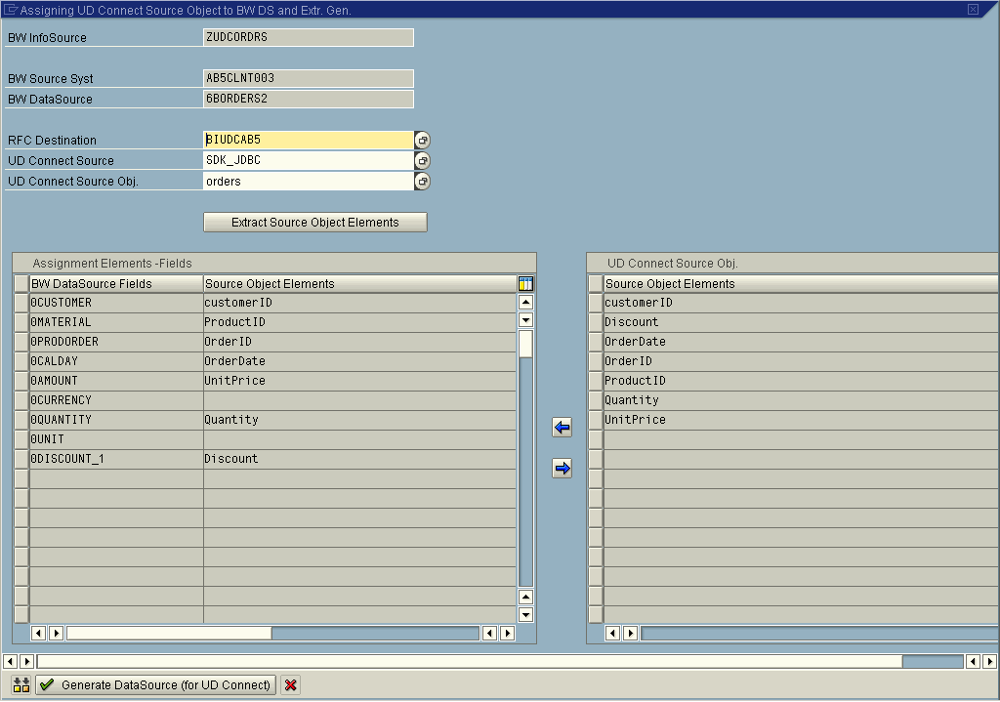 Assigning UD Connect Source Object to BW DS and Extr. Gen.
BW InfoSource ZUDCORDRS
BW Source Syst AB5CLNT003
BW DataSource 6BORDERS2
RFC Destination BIUDCAB5
UD Connect Source SDK_JDBC
UD Connect Source Obj. orders
Extract Source Object Elements
Assignment Elements -Fields
BW DataSource Fields Source Object Elements
0CUSTOMER customerID
0MATERIAL ProductID
0PRODORDER OrderID
0CALDAY OrderDate
0AMOUNT UnitPrice
0CURRENCY
0QUANTITY Quantity
0UNIT
0DISCOUNT_1 Discount
UD Connect Source Obj.
Source Object Elements
customerID
Discount
OrderDate
OrderID
ProductID
Quantity
UnitPrice
Generate DataSource (for UD Connect)